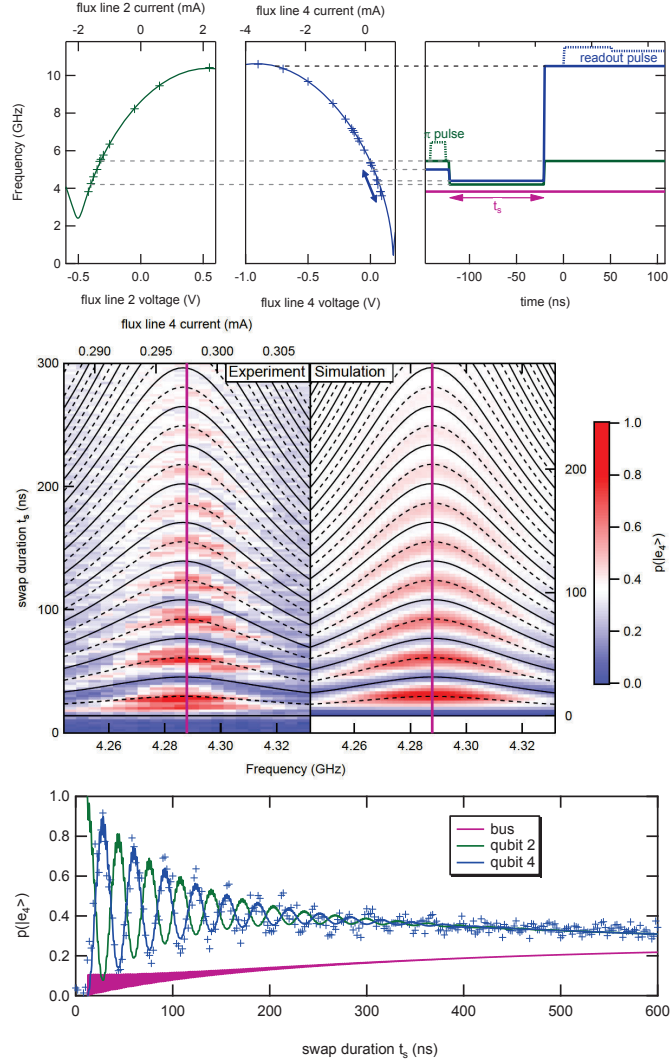 flux line 2 current (mA)
flux line 4 current (mA)
-2 0 2
-4 -2 0
10
8
6
4
2
0
Frequency (GHz)
readout pulse
π pulse
t_s
-0.5 0.0 0.5
-1.0 -0.5 0.0
-100 -50 0 50 100
flux line 2 voltage (V)
flux line 4 voltage (V)
time (ns)
flux line 4 current (mA)
0.290 0.295 0.300 0.305
300
200
100
0
swap duration t_s (ns)
Experiment
Simulation
200
100
0
1.0
0.8
0.6
0.4
0.2
0.0
p(|e₄>)
4.26 4.28 4.30 4.32
4.26 4.28 4.30 4.32
Frequency (GHz)
1.0
0.8
0.6
0.4
0.2
0.0
p(|e₄>)
bus
qubit 2
qubit 4
0 100 200 300 400 500 600
swap duration t_s (ns)